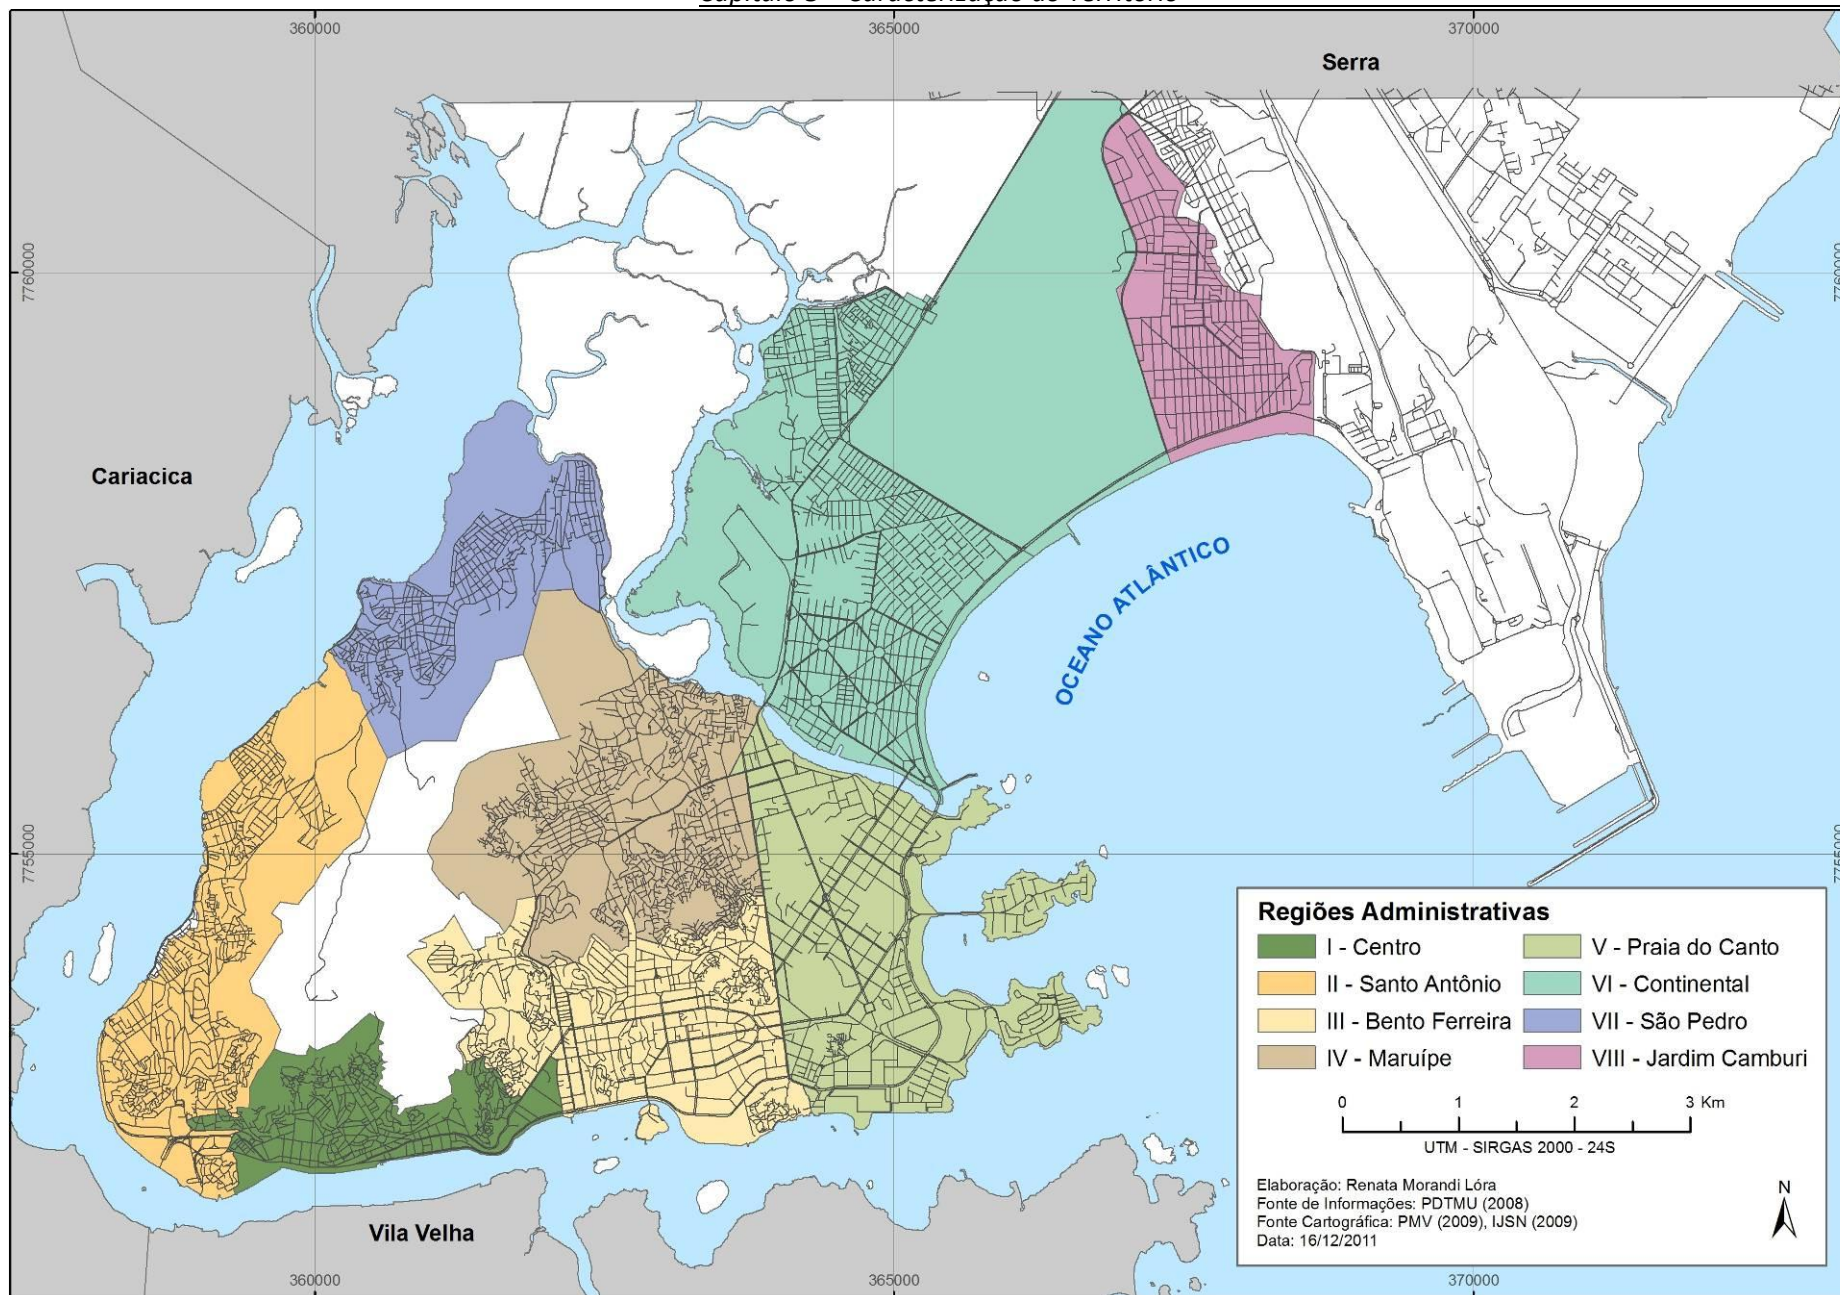 360000
365000
370000
Serra
7760000
7760000
Cariacica
OCEANO ATLÂNTICO
7755000
7755000
Regiões Administrativas
I - Centro
II - Santo Antônio
III - Bento Ferreira
IV - Maruípe
V - Praia do Canto
VI - Continental
VII - São Pedro
VIII - Jardim Camburi
0 1 2 3 Km
UTM - SIRGAS 2000 - 24S
Elaboração: Renata Morandi Lóra
Fonte de Informações: PDTMU (2008)
Fonte Cartográfica: PMV (2009), IJSN (2009)
Data: 16/12/2011
N
Vila Velha
360000
365000
370000